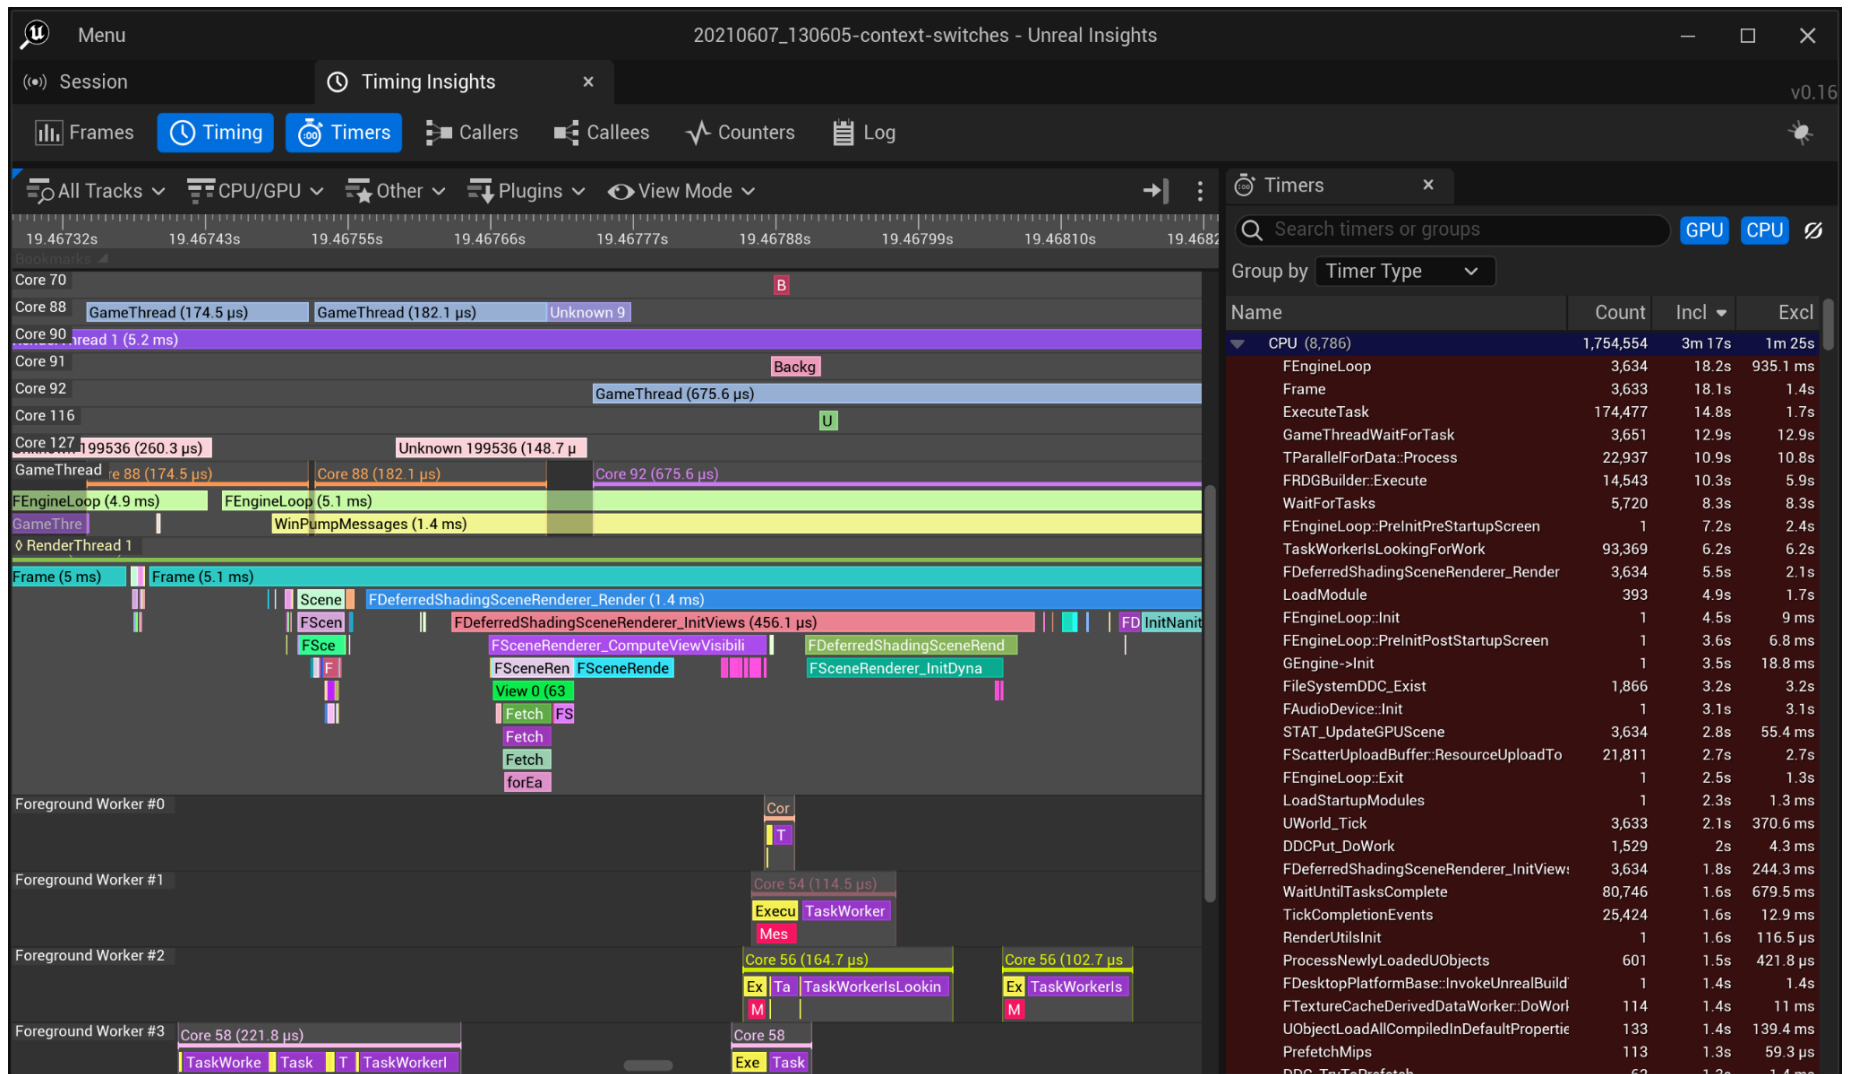 Menu
20210607_130605-context-switches - Unreal Insights
Session
Timing Insights
v0.16
Frames Timing Timers Callers Callees Counters Log
All Tracks CPU/GPU Other Plugins View Mode
19.46732s 19.46743s 19.46755s 19.46766s 19.46777s 19.46788s 19.46799s 19.46810s 19.4682
Bookmarks
Core 70
B
Core 88
GameThread (174.5 µs) GameThread (182.1 µs) Unknown 9
Core 90
hread 1 (5.2 ms)
Core 91
Backg
Core 92
GameThread (675.6 µs)
Core 116
U
Core 127
199536 (260.3 µs) Unknown 199536 (148.7 µ
GameThread
re 88 (174.5 µs) Core 88 (182.1 µs) Core 92 (675.6 µs)
FEngineLoop (4.9 ms) FEngineLoop (5.1 ms)
GameThre WinPumpMessages (1.4 ms)
◊ RenderThread 1
Frame (5 ms) Frame (5.1 ms)
Scene FDeferredShadingSceneRenderer_Render (1.4 ms)
FScen FDeferredShadingSceneRenderer_InitViews (456.1 µs) FD InitNanit
FSce FSceneRenderer_ComputeViewVisibili FDeferredShadingSceneRend
F FSceneRen FSceneRende FSceneRenderer_InitDyna
View 0 (63
Fetch FS
Fetch
Fetch
forEa
Foreground Worker #0
Cor
T
Foreground Worker #1
Core 54 (114.5 µs)
Execu TaskWorker
Mes
Foreground Worker #2
Core 56 (164.7 µs) Core 56 (102.7 µs
Ex Ta TaskWorkerIsLookin Ex TaskWorkerIs
M M
Foreground Worker #3
Core 58 (221.8 µs) Core 58
TaskWorke Task T TaskWorkerI Exe Task
Timers
Search timers or groups
GPU CPU
Group by Timer Type
Name Count Incl Excl
CPU (8,786) 1,754,554 3m 17s 1m 25s
FEngineLoop 3,634 18.2s 935.1 ms
Frame 3,633 18.1s 1.4s
ExecuteTask 174,477 14.8s 1.7s
GameThreadWaitForTask 3,651 12.9s 12.9s
TParallelForData::Process 22,937 10.9s 10.8s
FRDGBuilder::Execute 14,543 10.3s 5.9s
WaitForTasks 5,720 8.3s 8.3s
FEngineLoop::PreInitPreStartupScreen 1 7.2s 2.4s
TaskWorkerIsLookingForWork 93,369 6.2s 6.2s
FDeferredShadingSceneRenderer_Render 3,634 5.5s 2.1s
LoadModule 393 4.9s 1.7s
FEngineLoop::Init 1 4.5s 9 ms
FEngineLoop::PreInitPostStartupScreen 1 3.6s 6.8 ms
GEngine->Init 1 3.5s 18.8 ms
FileSystemDDC_Exist 1,866 3.2s 3.2s
FAudioDevice::Init 1 3.1s 3.1s
STAT_UpdateGPUScene 3,634 2.8s 55.4 ms
FScatterUploadBuffer::ResourceUploadTo 21,811 2.7s 2.7s
FEngineLoop::Exit 1 2.5s 1.3s
LoadStartupModules 1 2.3s 1.3 ms
UWorld_Tick 3,633 2.1s 370.6 ms
DDCPut_DoWork 1,529 2s 4.3 ms
FDeferredShadingSceneRenderer_InitViews 3,634 1.8s 244.3 ms
WaitUntilTasksComplete 80,746 1.6s 679.5 ms
TickCompletionEvents 25,424 1.6s 12.9 ms
RenderUtilsInit 1 1.6s 116.5 µs
ProcessNewlyLoadedUObjects 601 1.5s 421.8 µs
FDesktopPlatformBase::InvokeUnrealBuild 1 1.4s 1.4s
FTextureCacheDerivedDataWorker::DoWork 114 1.4s 11 ms
UObjectLoadAllCompiledInDefaultPropertie 133 1.4s 139.4 ms
PrefetchMips 113 1.3s 59.3 µs
DDC_TryToPrefetch 62 1.2s 1.4 ms